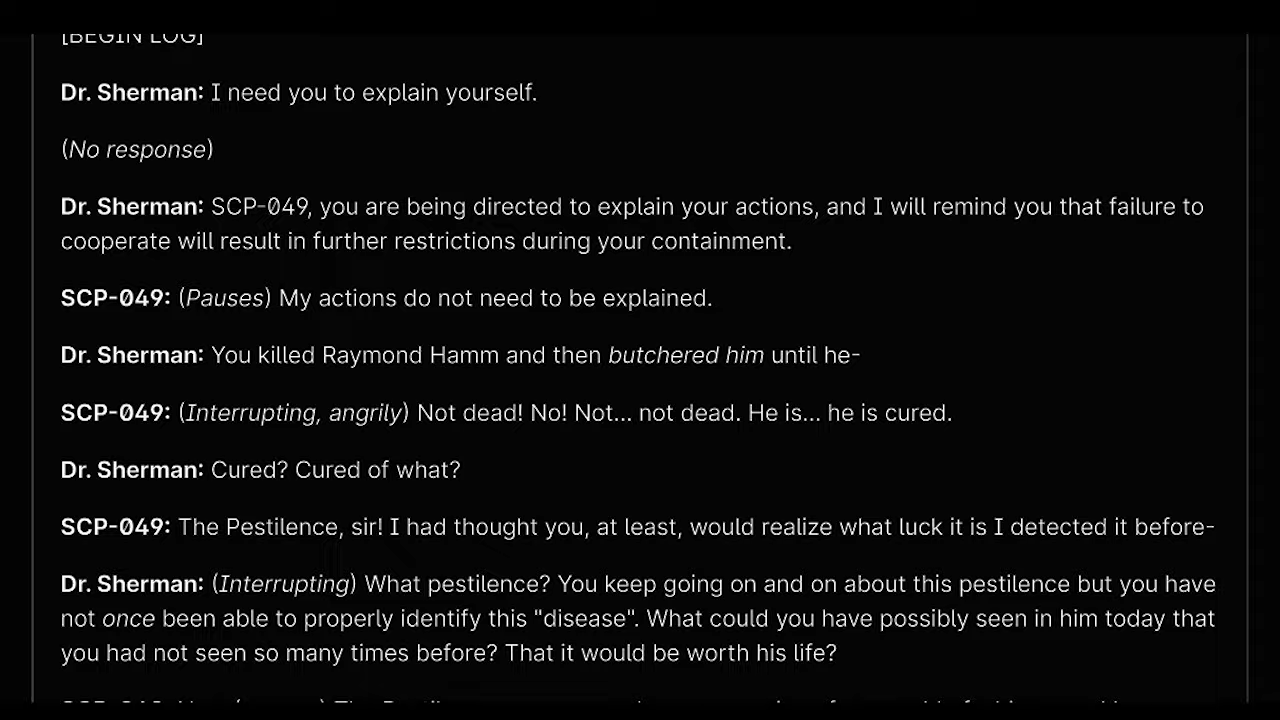 [BEGIN LOG]
Dr. Sherman: I need you to explain yourself.
(No response)
Dr. Sherman: SCP-049, you are being directed to explain your actions, and I will remind you that failure to
cooperate will result in further restrictions during your containment.
SCP-049: (Pauses) My actions do not need to be explained.
Dr. Sherman: You killed Raymond Hamm and then butchered him until he-
SCP-049: (Interrupting, angrily) Not dead! No! Not... not dead. He is... he is cured.
Dr. Sherman: Cured? Cured of what?
SCP-049: The Pestilence, sir! I had thought you, at least, would realize what luck it is I detected it before-
Dr. Sherman: (Interrupting) What pestilence? You keep going on and on about this pestilence but you have
not once been able to properly identify this "disease". What could you have possibly seen in him today that
you had not seen so many times before? That it would be worth his life?